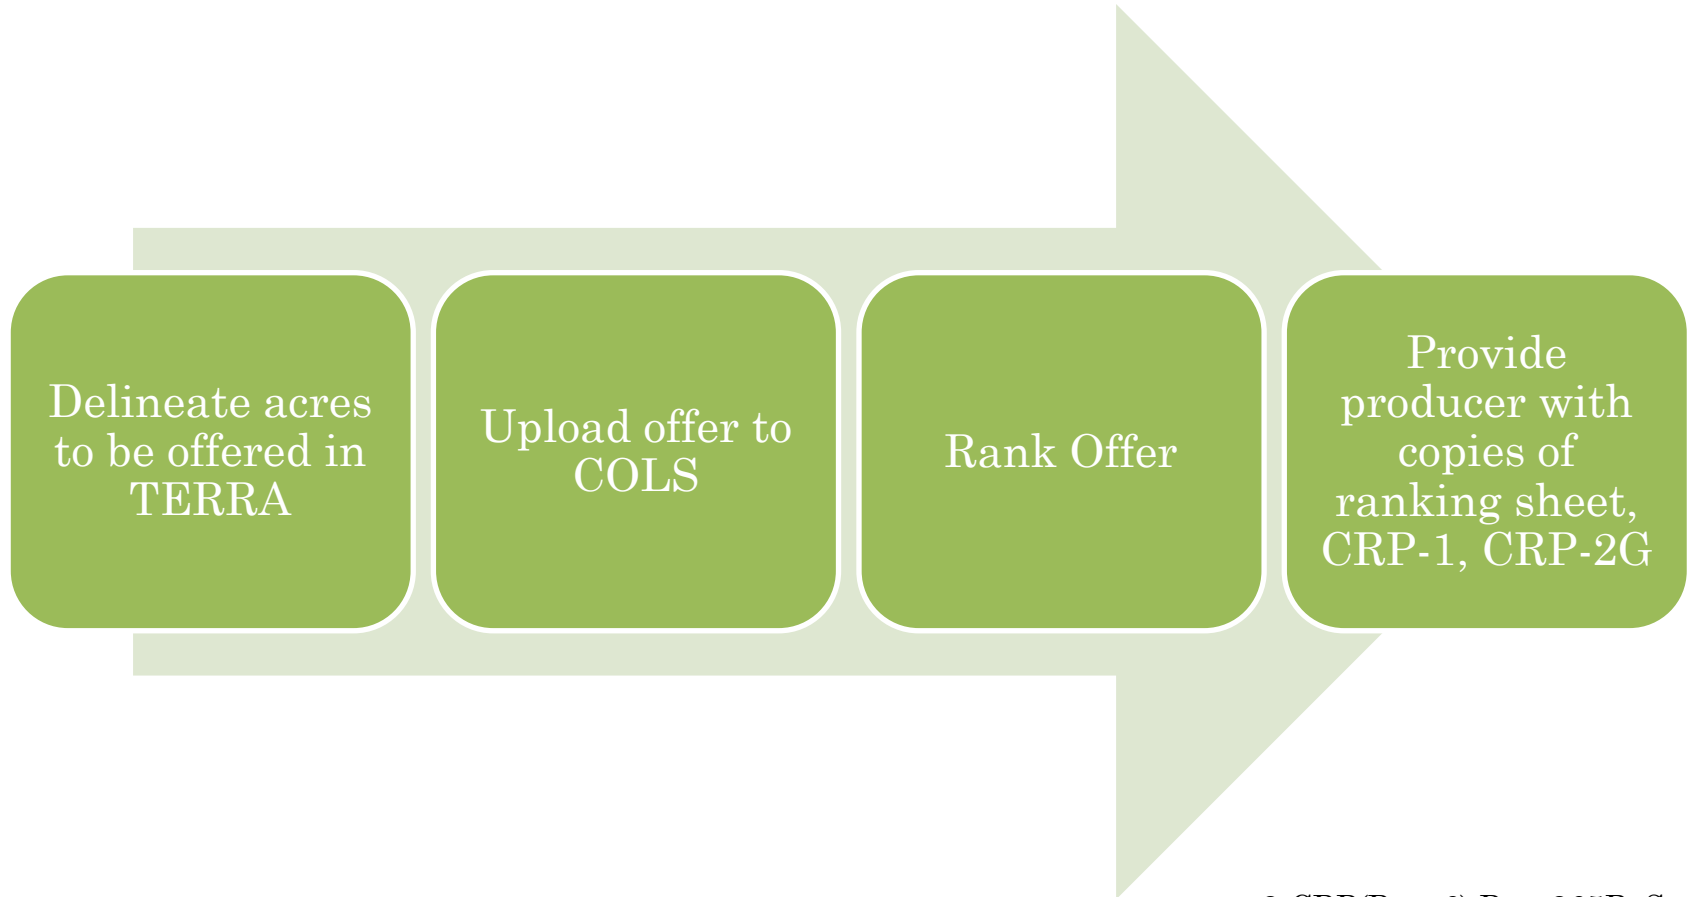 Delineate acres
to be offered in
TERRA
Upload offer to
COLS
Rank Offer
Provide
producer with
copies of
ranking sheet,
CRP-1, CRP-2G